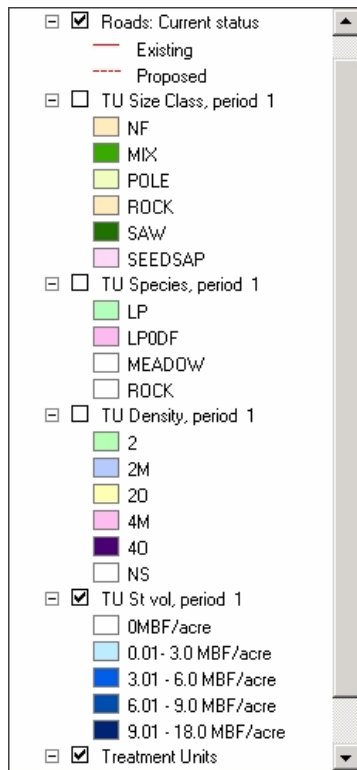 Roads: Current status
Existing
Proposed
TU Size Class, period 1
NF
MIX
POLE
ROCK
SAW
SEEDSAP
TU Species, period 1
LP
LP0DF
MEADOW
ROCK
TU Density, period 1
2
2M
20
4M
40
NS
TU St vol, period 1
0MBF/acre
0.01- 3.0 MBF/acre
3.01 - 6.0 MBF/acre
6.01 - 9.0 MBF/acre
9.01 - 18.0 MBF/acre
Treatment Units